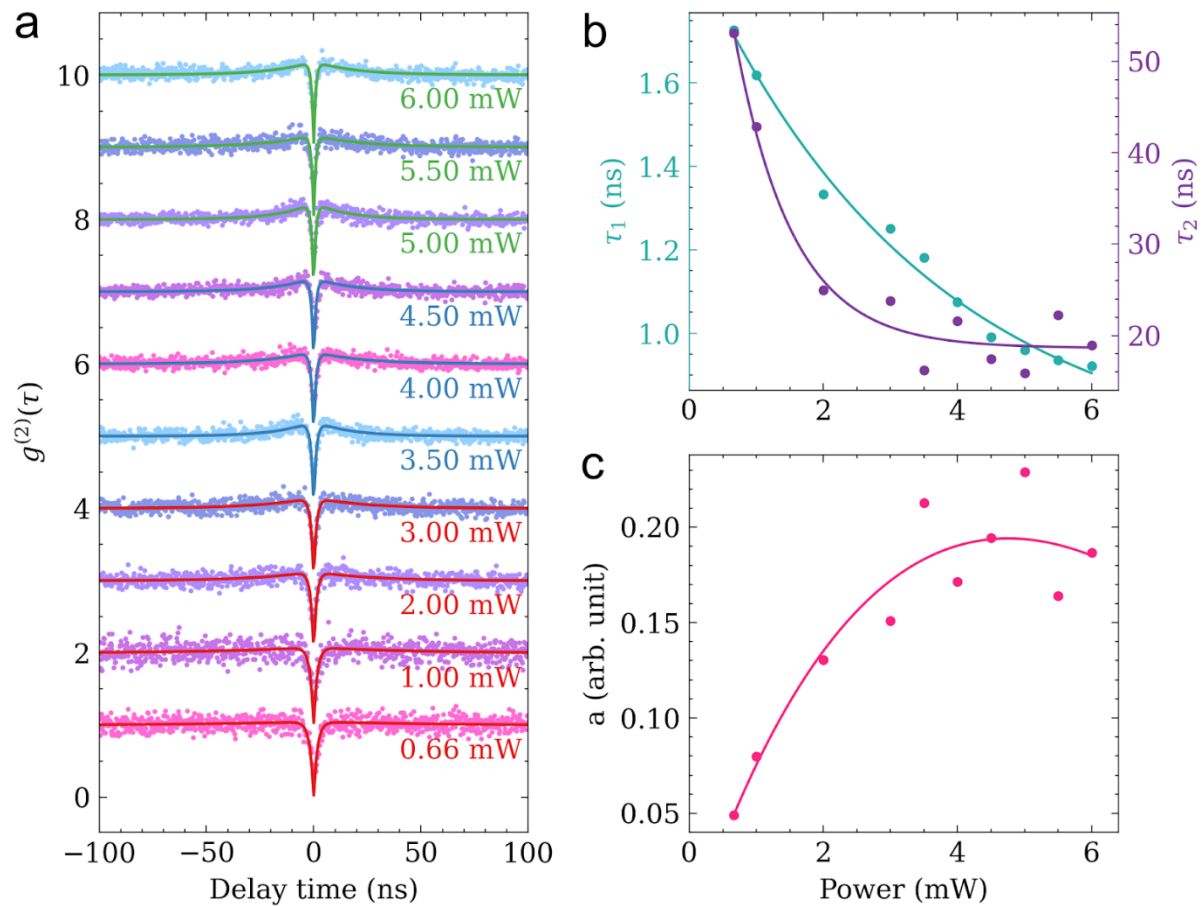 a
10
8
6
4
2
0
g(2)(τ)
6.00 mW
5.50 mW
5.00 mW
4.50 mW
4.00 mW
3.50 mW
3.00 mW
2.00 mW
1.00 mW
0.66 mW
−100
−50
0
50
100
Delay time (ns)
b
1.6
1.4
1.2
1.0
τ1 (ns)
50
40
30
20
τ2 (ns)
0
2
4
6
c
0.20
0.15
0.10
0.05
a (arb. unit)
0
2
4
6
Power (mW)